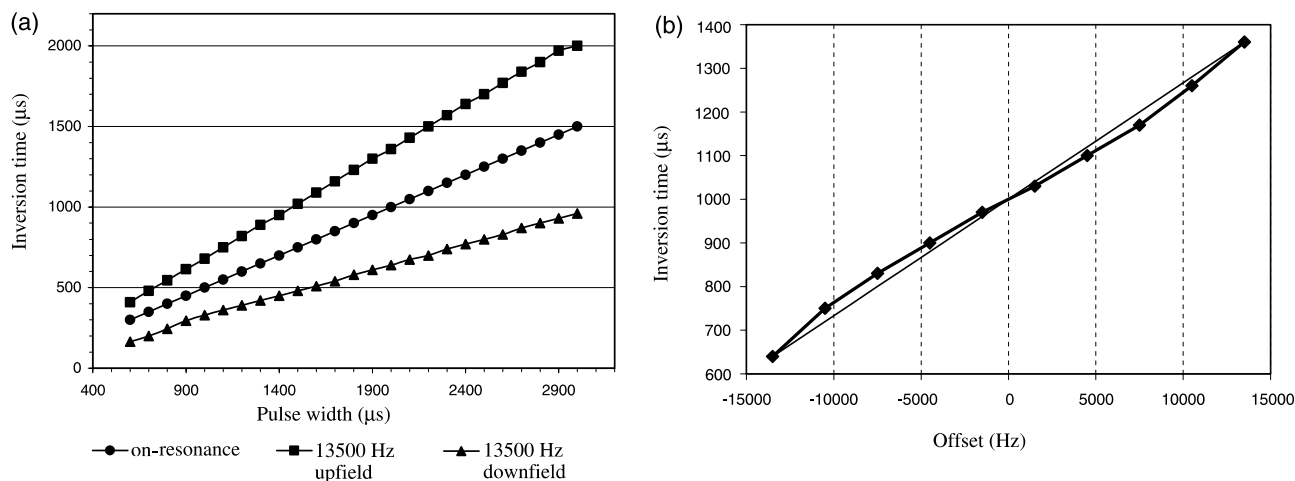 (a)
2000
1500
1000
500
0
Inversion time (µs)
400 900 1400 1900 2400 2900
Pulse width (µs)
on-resonance
13500 Hz
upfield
13500 Hz
downfield
(b)
1400
1300
1200
1100
1000
900
800
700
600
Inversion time (µs)
-15000 -10000 -5000 0 5000 10000 15000
Offset (Hz)